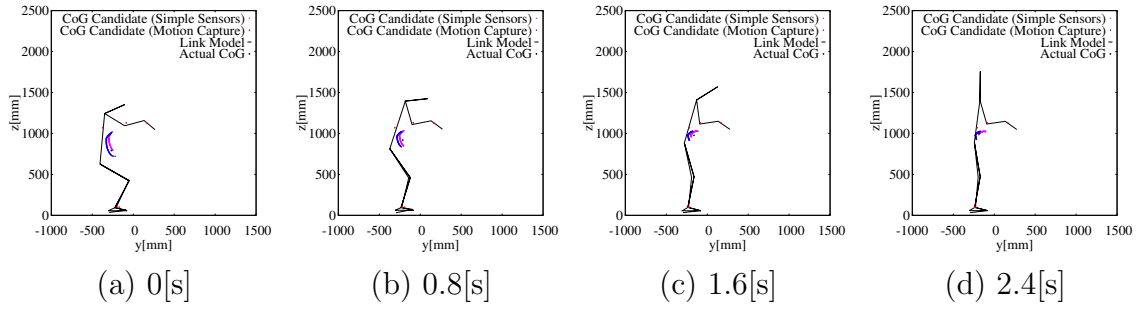 CoG Candidate (Simple Sensors)
CoG Candidate (Motion Capture)
Link Model
Actual CoG
z[mm]
2500
2000
1500
1000
500
0
-1000 -500 0 500 1000 1500
y[mm]
(a) 0[s]
CoG Candidate (Simple Sensors)
CoG Candidate (Motion Capture)
Link Model
Actual CoG
z[mm]
2500
2000
1500
1000
500
0
-1000 -500 0 500 1000 1500
y[mm]
(b) 0.8[s]
CoG Candidate (Simple Sensors)
CoG Candidate (Motion Capture)
Link Model
Actual CoG
z[mm]
2500
2000
1500
1000
500
0
-1000 -500 0 500 1000 1500
y[mm]
(c) 1.6[s]
CoG Candidate (Simple Sensors)
CoG Candidate (Motion Capture)
Link Model
Actual CoG
z[mm]
2500
2000
1500
1000
500
0
-1000 -500 0 500 1000 1500
y[mm]
(d) 2.4[s]